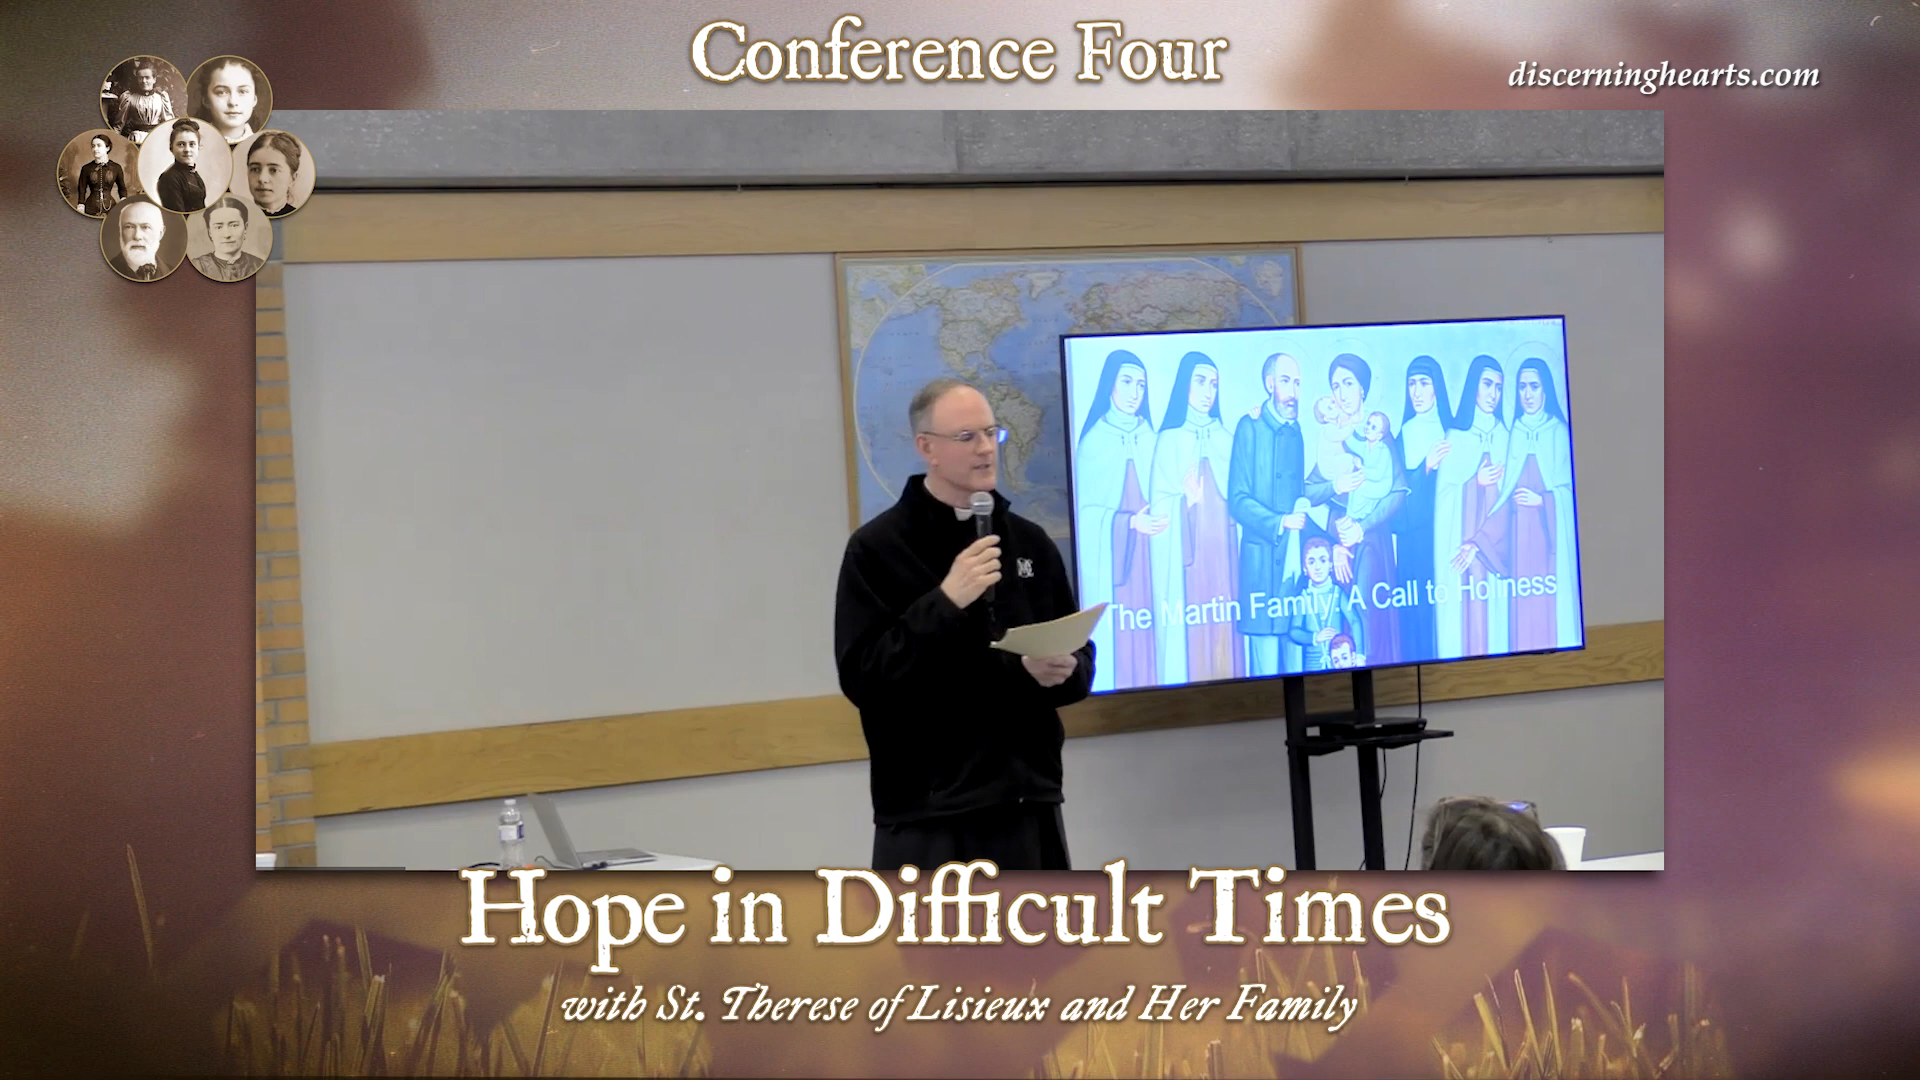 Conference Four
discerninghearts.com
The Martin Family: A Call to Holiness
Hope in Difficult Times
with St. Therese of Lisieux and Her Family